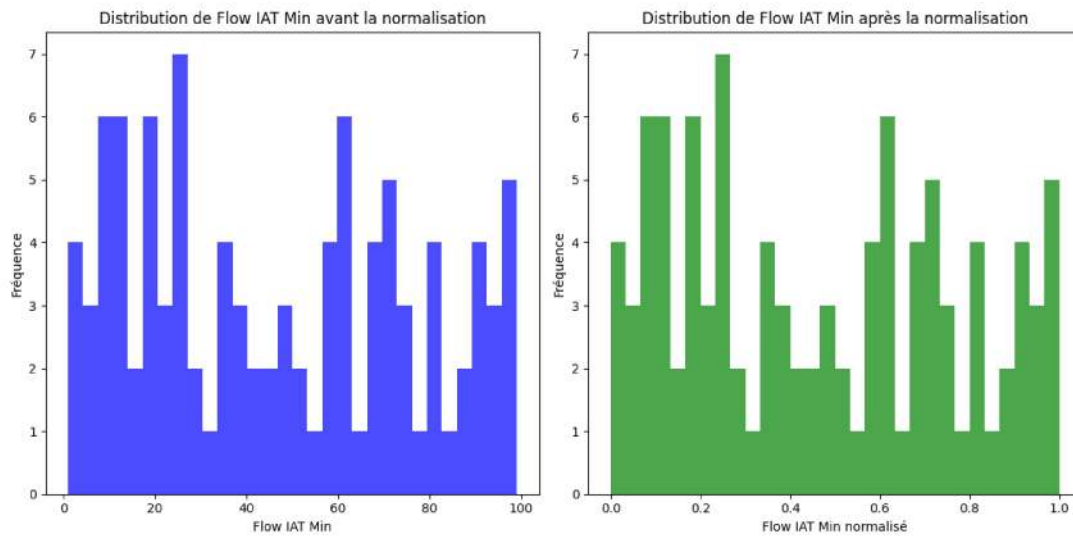 Distribution de Flow IAT Min avant la normalisation
7
6
5
4
3
2
1
0
Fréquence
0 20 40 60 80 100
Flow IAT Min
Distribution de Flow IAT Min après la normalisation
7
6
5
4
3
2
1
0
Fréquence
0.0 0.2 0.4 0.6 0.8 1.0
Flow IAT Min normalisé